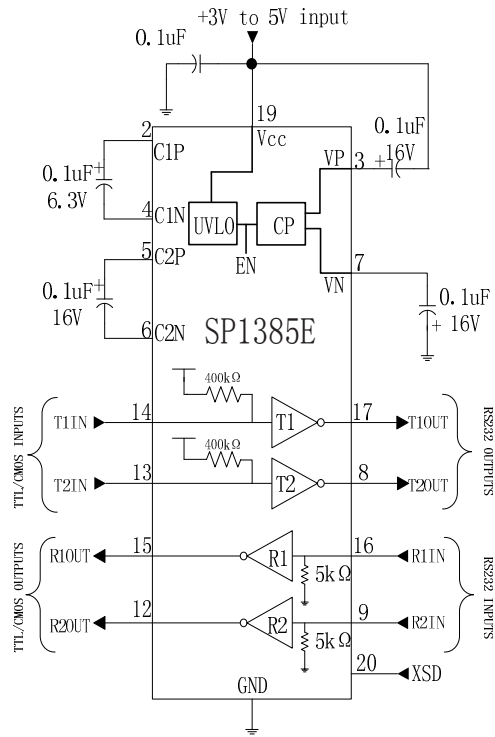 +3V to 5V input
0.1uF
19
Vcc
2
C1P
0.1uF
+
6.3V
4
C1N
UVLO
CP
EN
VP
3
0.1uF
+ 16V
5
C2P
0.1uF
+
16V
6
C2N
7
VN
0.1uF
+ 16V
SP1385E
400kΩ
TTL/CMOS INPUTS
T1IN
14
T1
17
T1OUT
RS232 OUTPUTS
400kΩ
T2IN
13
T2
8
T2OUT
TTL/CMOS OUTPUTS
R1OUT
15
R1
16
R1IN
RS232 INPUTS
5kΩ
R2OUT
12
R2
9
R2IN
5kΩ
20
XSD
GND